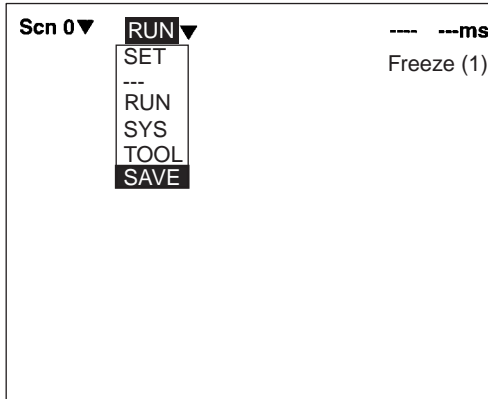 Scn 0▼ RUN ▼ ---- ---ms
Freeze (1)
SET
---
RUN
SYS
TOOL
SAVE